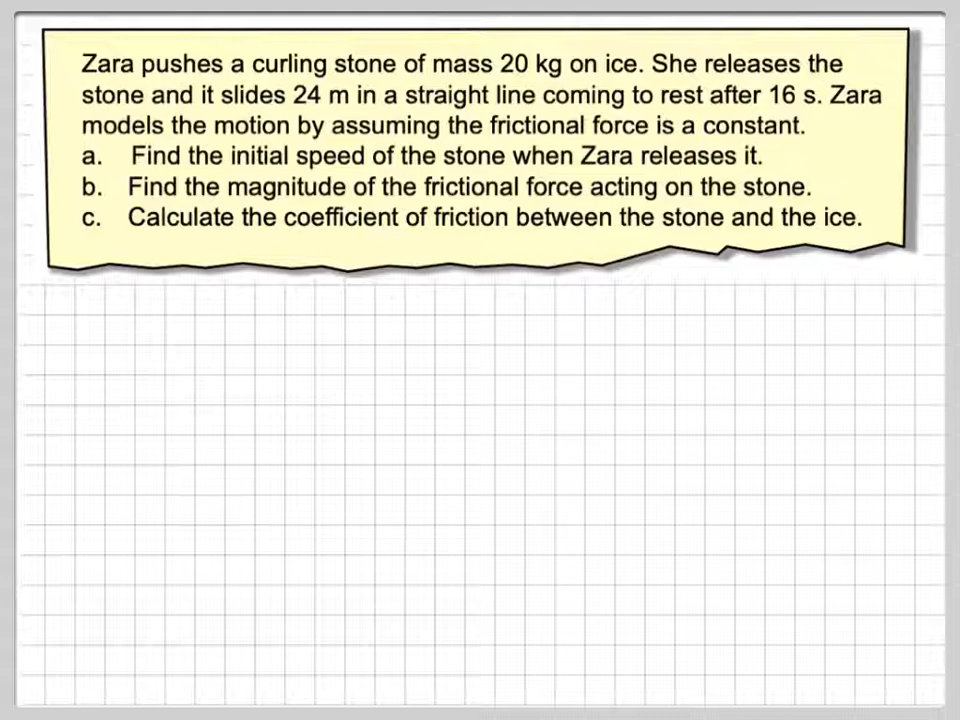 Zara pushes a curling stone of mass 20 kg on ice. She releases the
stone and it slides 24 m in a straight line coming to rest after 16 s. Zara
models the motion by assuming the frictional force is a constant.
a. Find the initial speed of the stone when Zara releases it.
b. Find the magnitude of the frictional force acting on the stone.
c. Calculate the coefficient of friction between the stone and the ice.